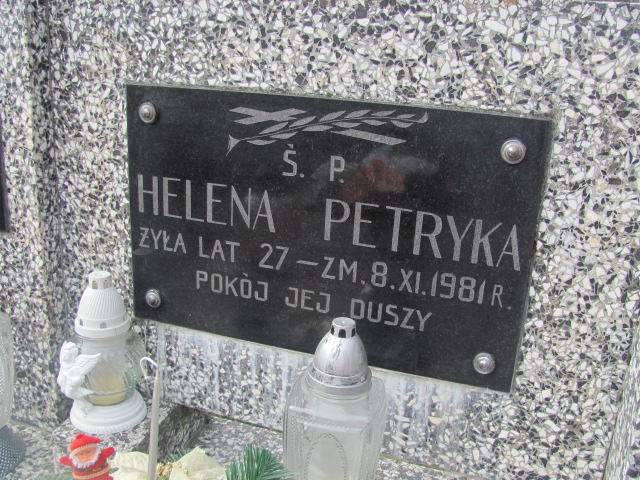 Ś. P.
HELENA PETRYKA
ŻYŁA LAT 27 – ZM. 8. XI. 1981 R.
POKÓJ JEJ DUSZY